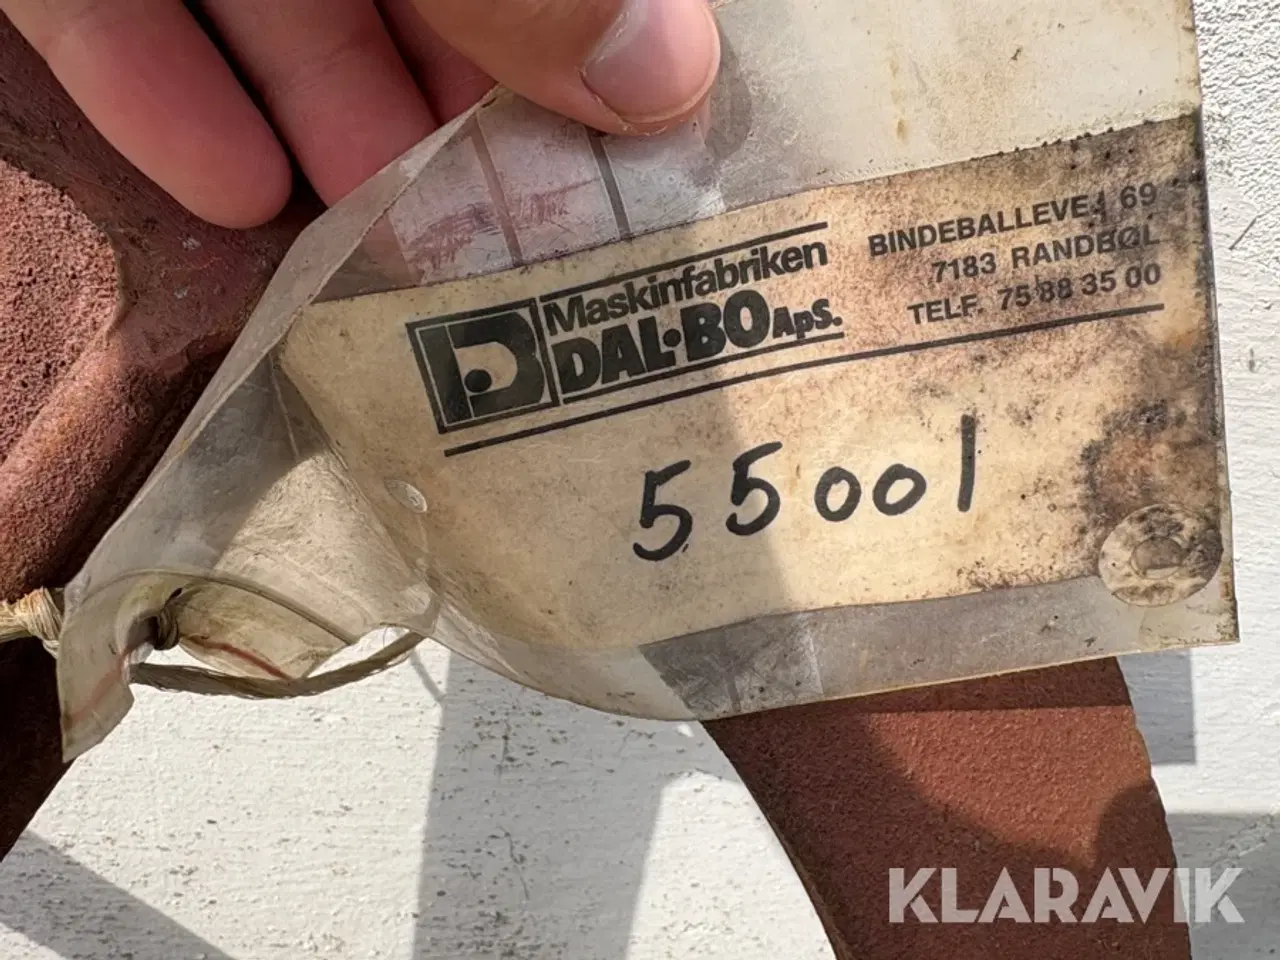 Maskinfabriken
DAL·BO ApS.
BINDEBALLEVEJ 69
7183 RANDBØL
TELF. 75 88 35 00
55001
KLARAVIK